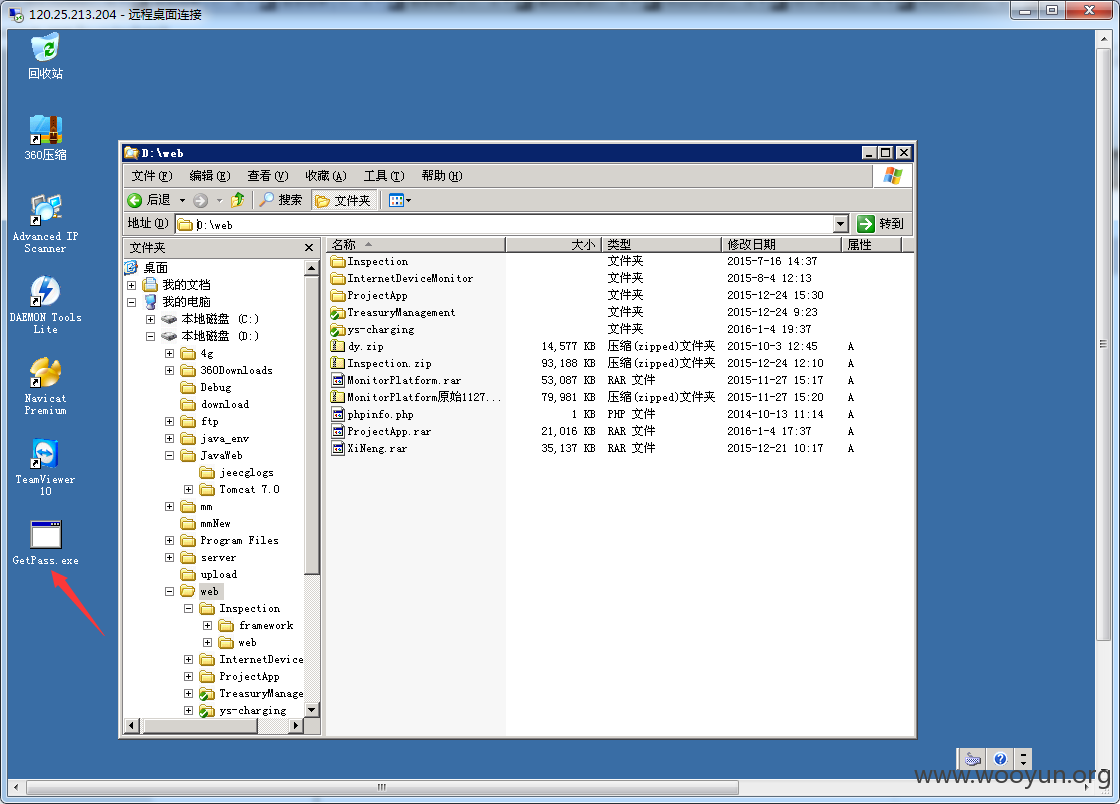 120.25.213.204 - 远程桌面连接
回收站
360压缩
Advanced IP
Scanner
DAEMON Tools
Lite
Navicat
Premium
TeamViewer
10
GetPass.exe
D:\web
文件(F) 编辑(E) 查看(V) 收藏(A) 工具(T) 帮助(H)
后退 搜索 文件夹
地址(D) D:\web 转到
文件夹
桌面
我的文档
我的电脑
本地磁盘 (C:)
本地磁盘 (D:)
4g
360Downloads
Debug
download
ftp
java_env
JavaWeb
jeecglogs
Tomcat 7.0
mm
mmNew
Program Files
server
upload
web
Inspection
framework
web
InternetDevice
ProjectApp
TreasuryManage
ys-charging
名称 大小 类型 修改日期 属性
Inspection 文件夹 2015-7-16 14:37
InternetDeviceMonitor 文件夹 2015-8-4 12:13
ProjectApp 文件夹 2015-12-24 15:30
TreasuryManagement 文件夹 2015-12-24 9:23
ys-charging 文件夹 2016-1-4 19:37
dy.zip 14,577 KB 压缩(zipped)文件夹 2015-10-3 12:45 A
Inspection.zip 93,188 KB 压缩(zipped)文件夹 2015-12-24 12:10 A
MonitorPlatform.rar 53,087 KB RAR 文件 2015-11-27 15:17 A
MonitorPlatform原始1127... 79,981 KB 压缩(zipped)文件夹 2015-11-27 15:20 A
phpinfo.php 1 KB PHP 文件 2014-10-13 11:14 A
ProjectApp.rar 21,016 KB RAR 文件 2016-1-4 17:37 A
XiNeng.rar 35,137 KB RAR 文件 2015-12-21 10:17 A
www.wooyun.org